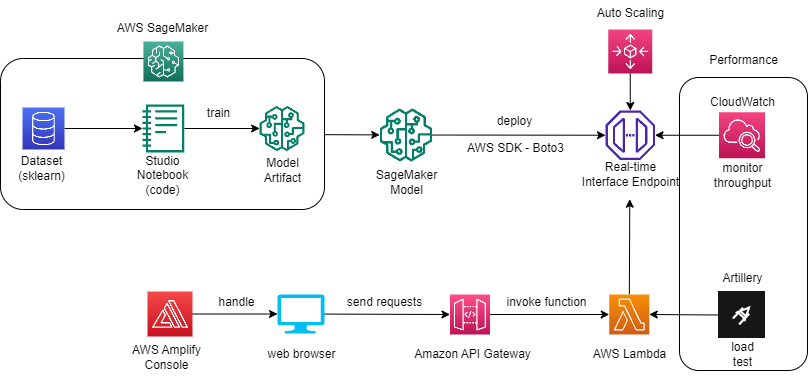 Auto Scaling
AWS SageMaker
Performance
CloudWatch
train
deploy
AWS SDK - Boto3
Dataset
(sklearn)
Studio
Notebook
(code)
Model
Artifact
SageMaker
Model
Real-time
Interface Endpoint
monitor
throughput
Artillery
handle
send requests
invoke function
AWS Amplify
Console
web browser
Amazon API Gateway
AWS Lambda
load
test